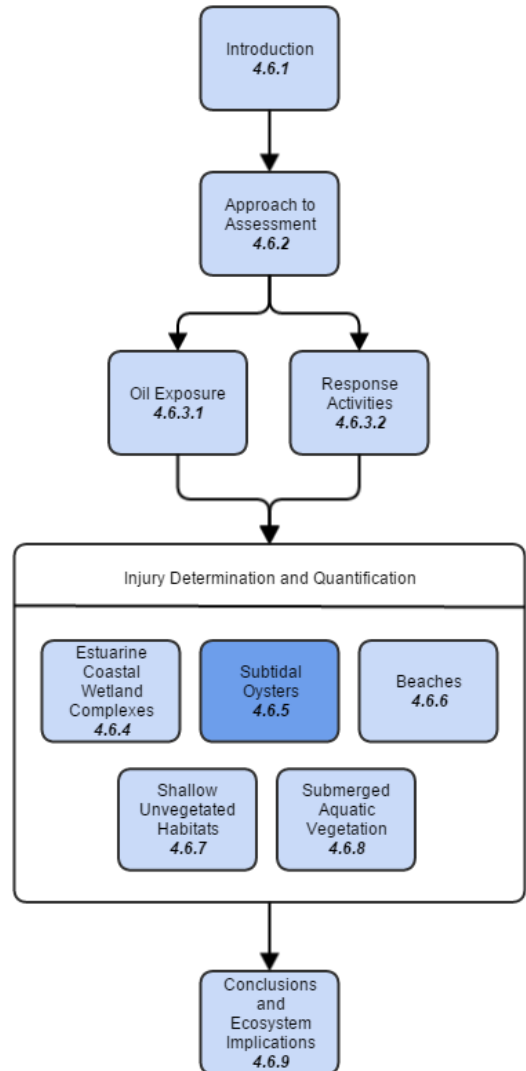 Introduction
4.6.1
Approach to
Assessment
4.6.2
Oil Exposure
4.6.3.1
Response
Activities
4.6.3.2
Injury Determination and Quantification
Estuarine
Coastal
Wetland
Complexes
4.6.4
Subtidal
Oysters
4.6.5
Beaches
4.6.6
Shallow
Unvegetated
Habitats
4.6.7
Submerged
Aquatic
Vegetation
4.6.8
Conclusions
and
Ecosystem
Implications
4.6.9